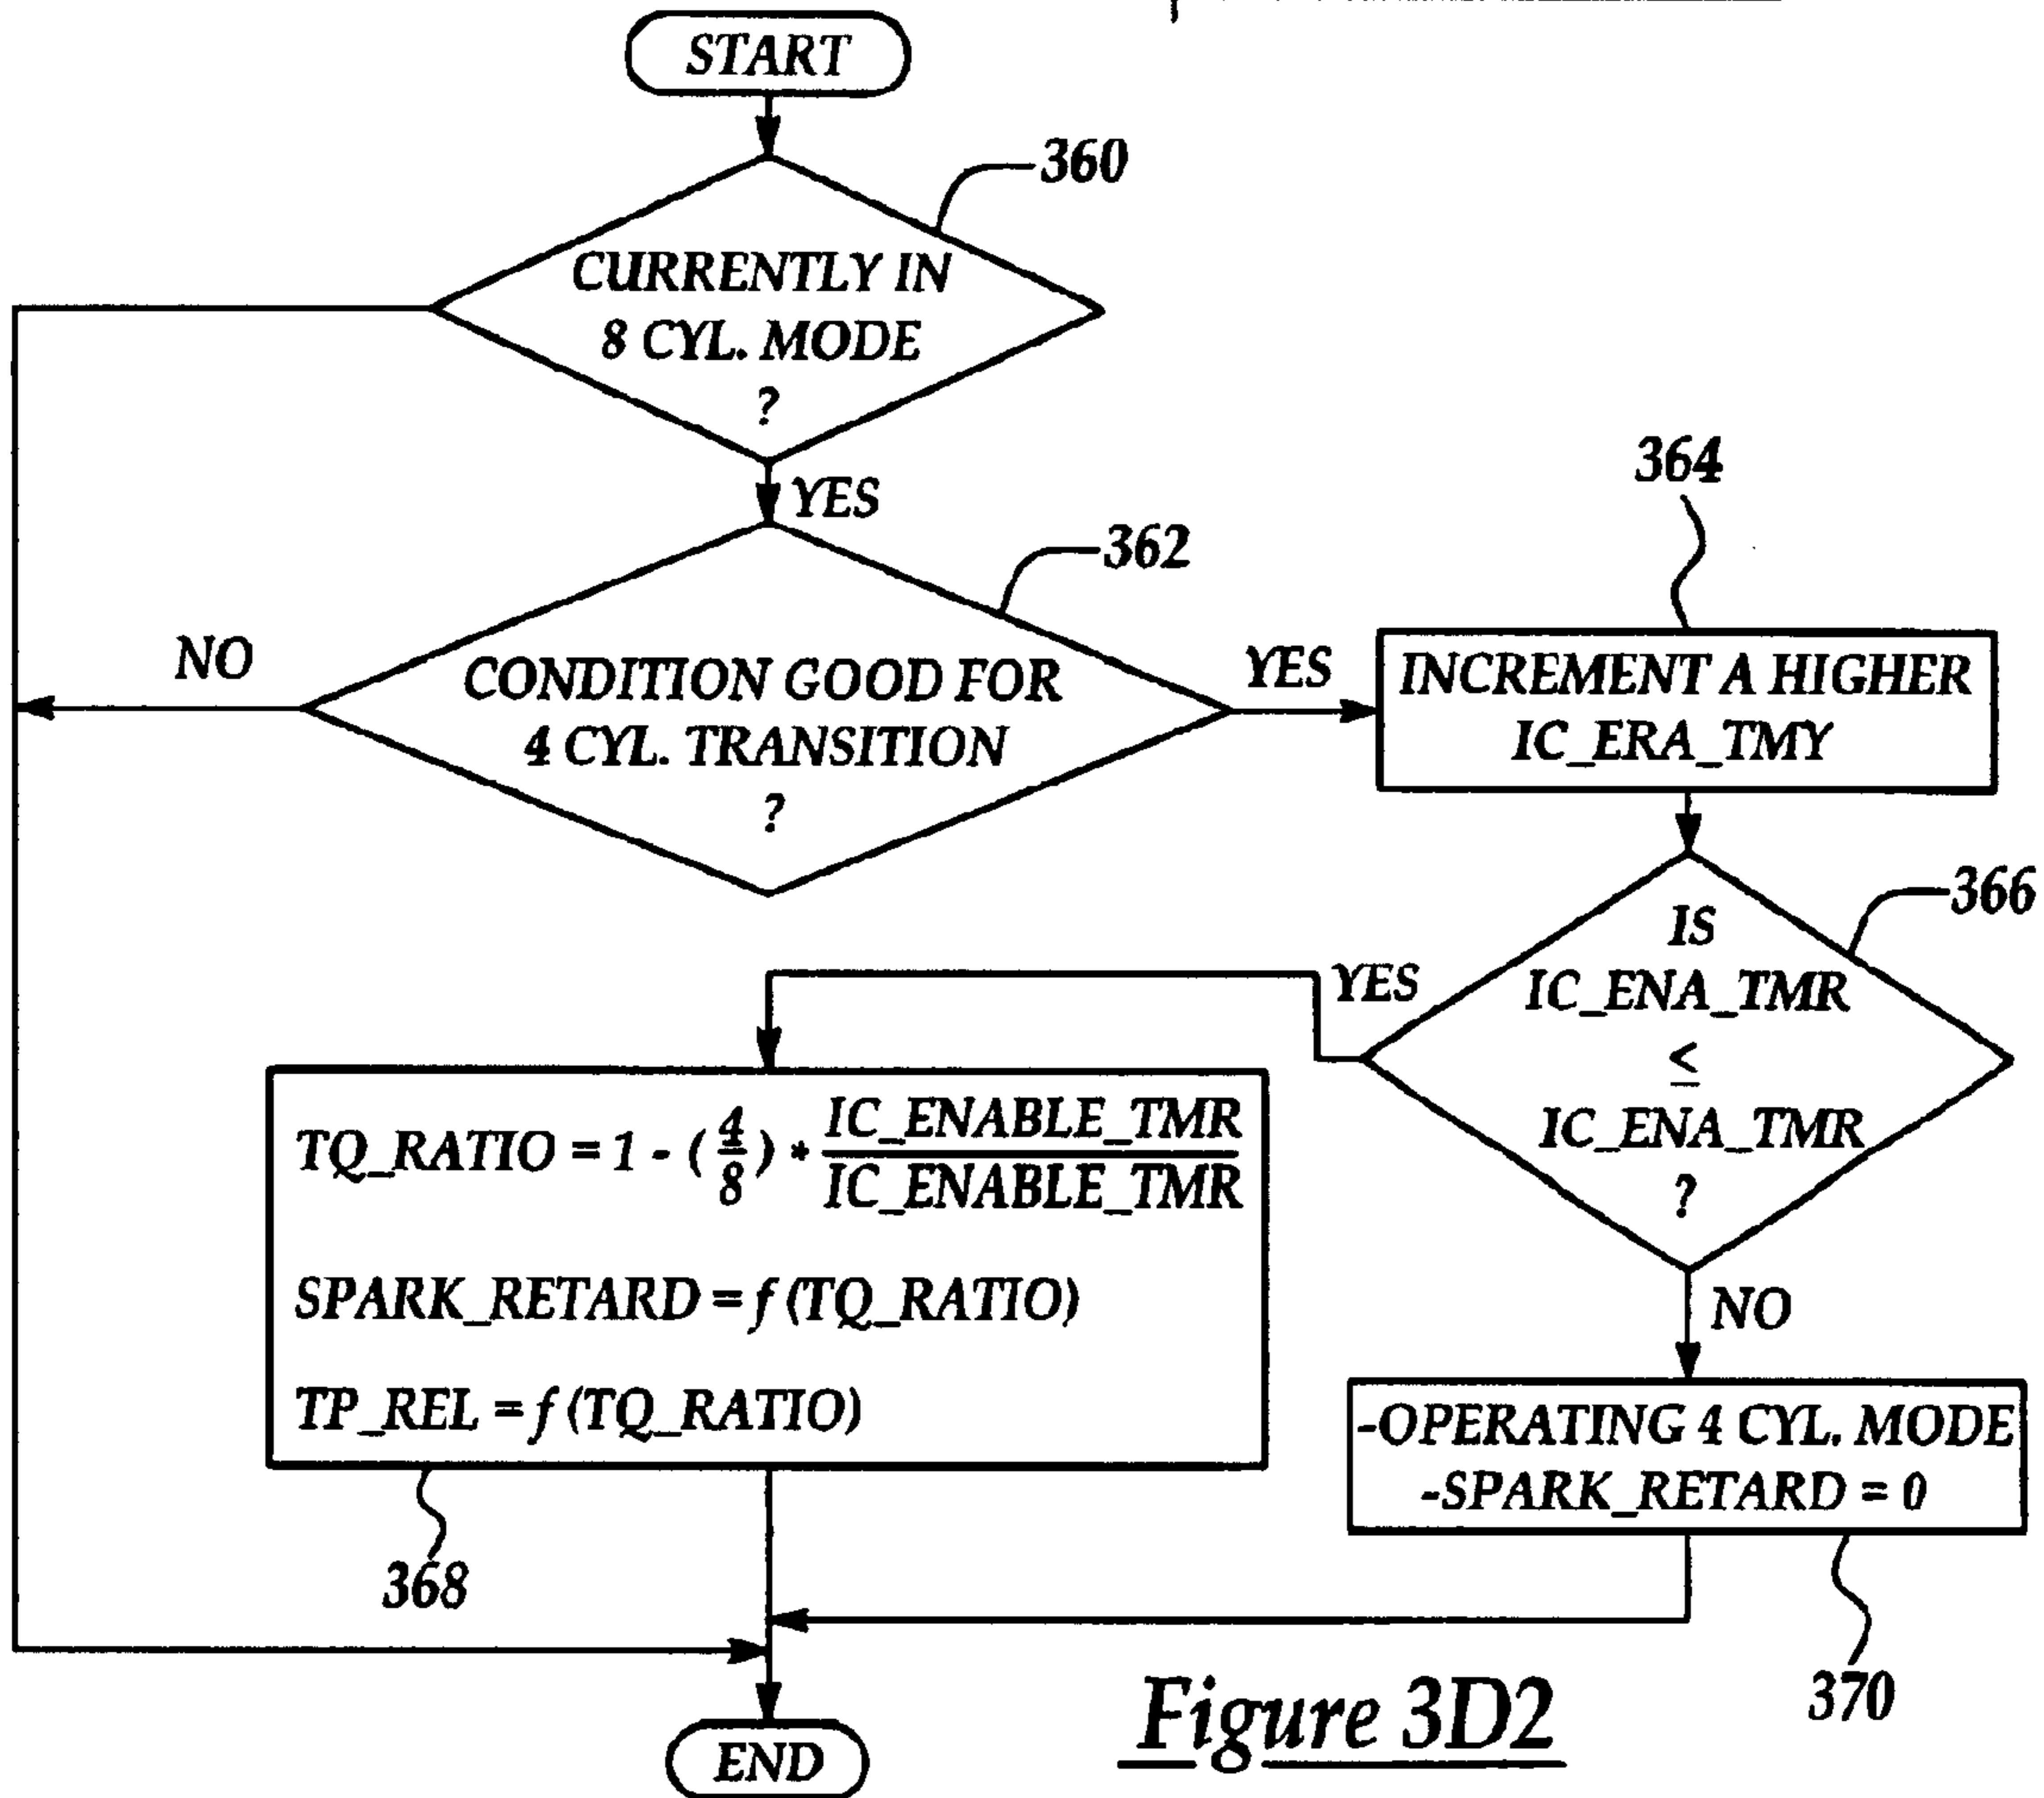 START
360
CURRENTLY IN
8 CYL. MODE
?
YES
362
CONDITION GOOD FOR
4 CYL. TRANSITION
?
NO
YES
364
INCREMENT A HIGHER
IC_ERA_TMY
366
IS
IC_ENA_TMR
≤
IC_ENA_TMR
?
YES
NO
TQ_RATIO = 1 - (4/8) * IC_ENABLE_TMR/IC_ENABLE_TMR
SPARK_RETARD = f (TQ_RATIO)
TP_REL = f (TQ_RATIO)
368
-OPERATING 4 CYL. MODE
-SPARK_RETARD = 0
370
END
Figure 3D2